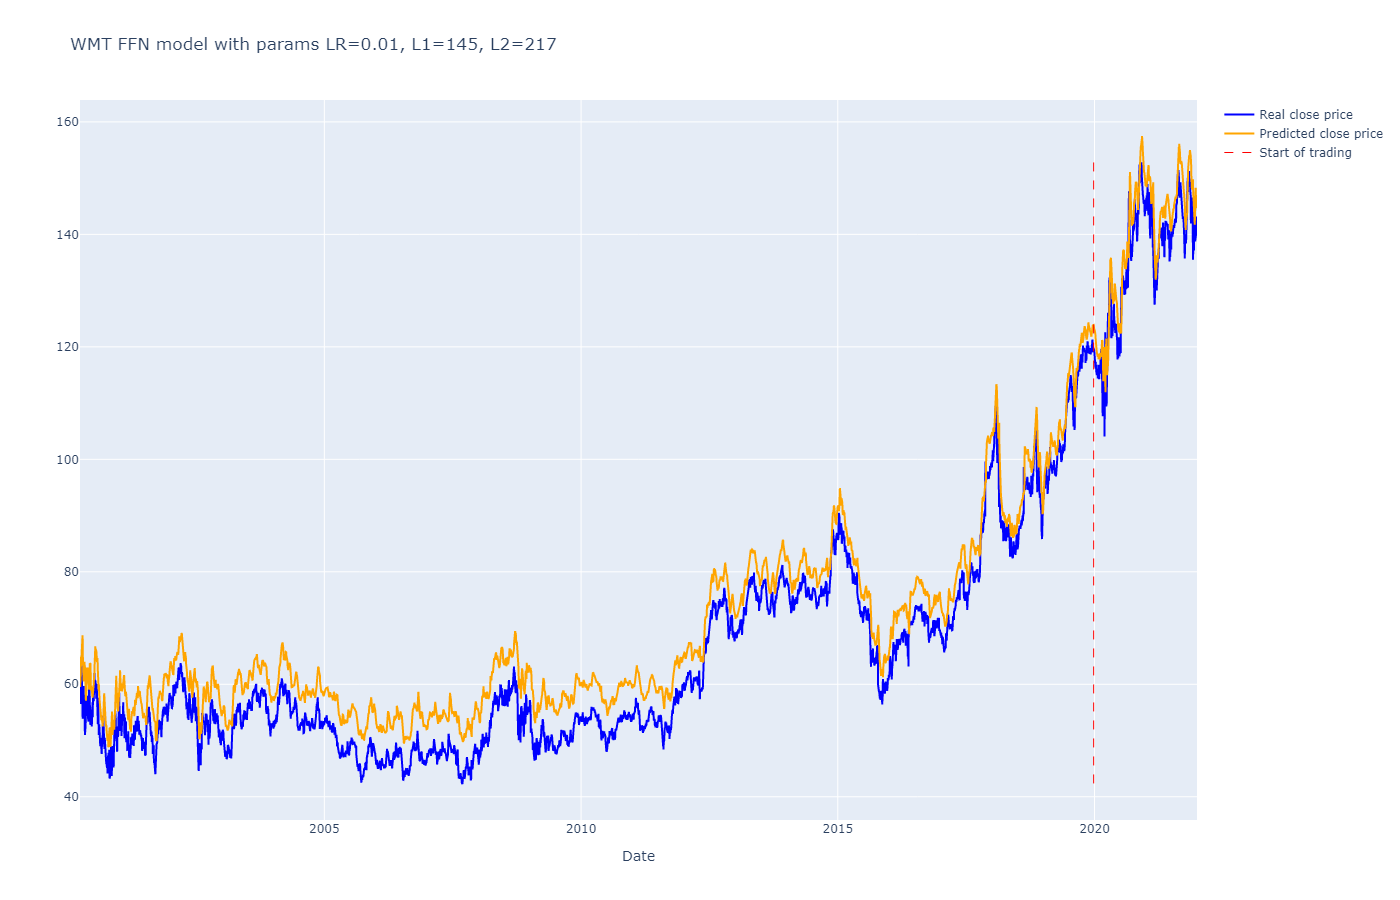 WMT FFN model with params LR=0.01, L1=145, L2=217
160
140
120
100
80
60
40
2005
2010
2015
2020
Date
Real close price
Predicted close price
Start of trading